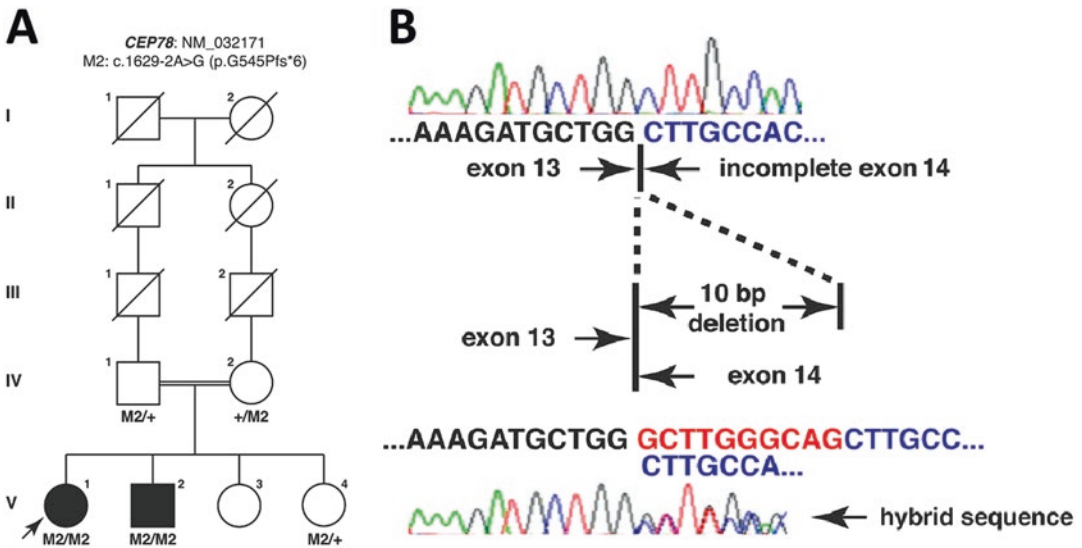 A
CEP78: NM_032171
M2: c.1629-2A>G (p.G545Pfs*6)
I
1
2
II
1
2
III
1
2
IV
1
2
M2/+
+/M2
V
1
2
3
4
M2/M2
M2/M2
M2/+
B
...AAAGATGCTGG CTTGCCAC...
exon 13
incomplete exon 14
10 bp
deletion
exon 13
exon 14
...AAAGATGCTGG GCTTGGGCAGCTTGCC...
CTTGCCA...
hybrid sequence